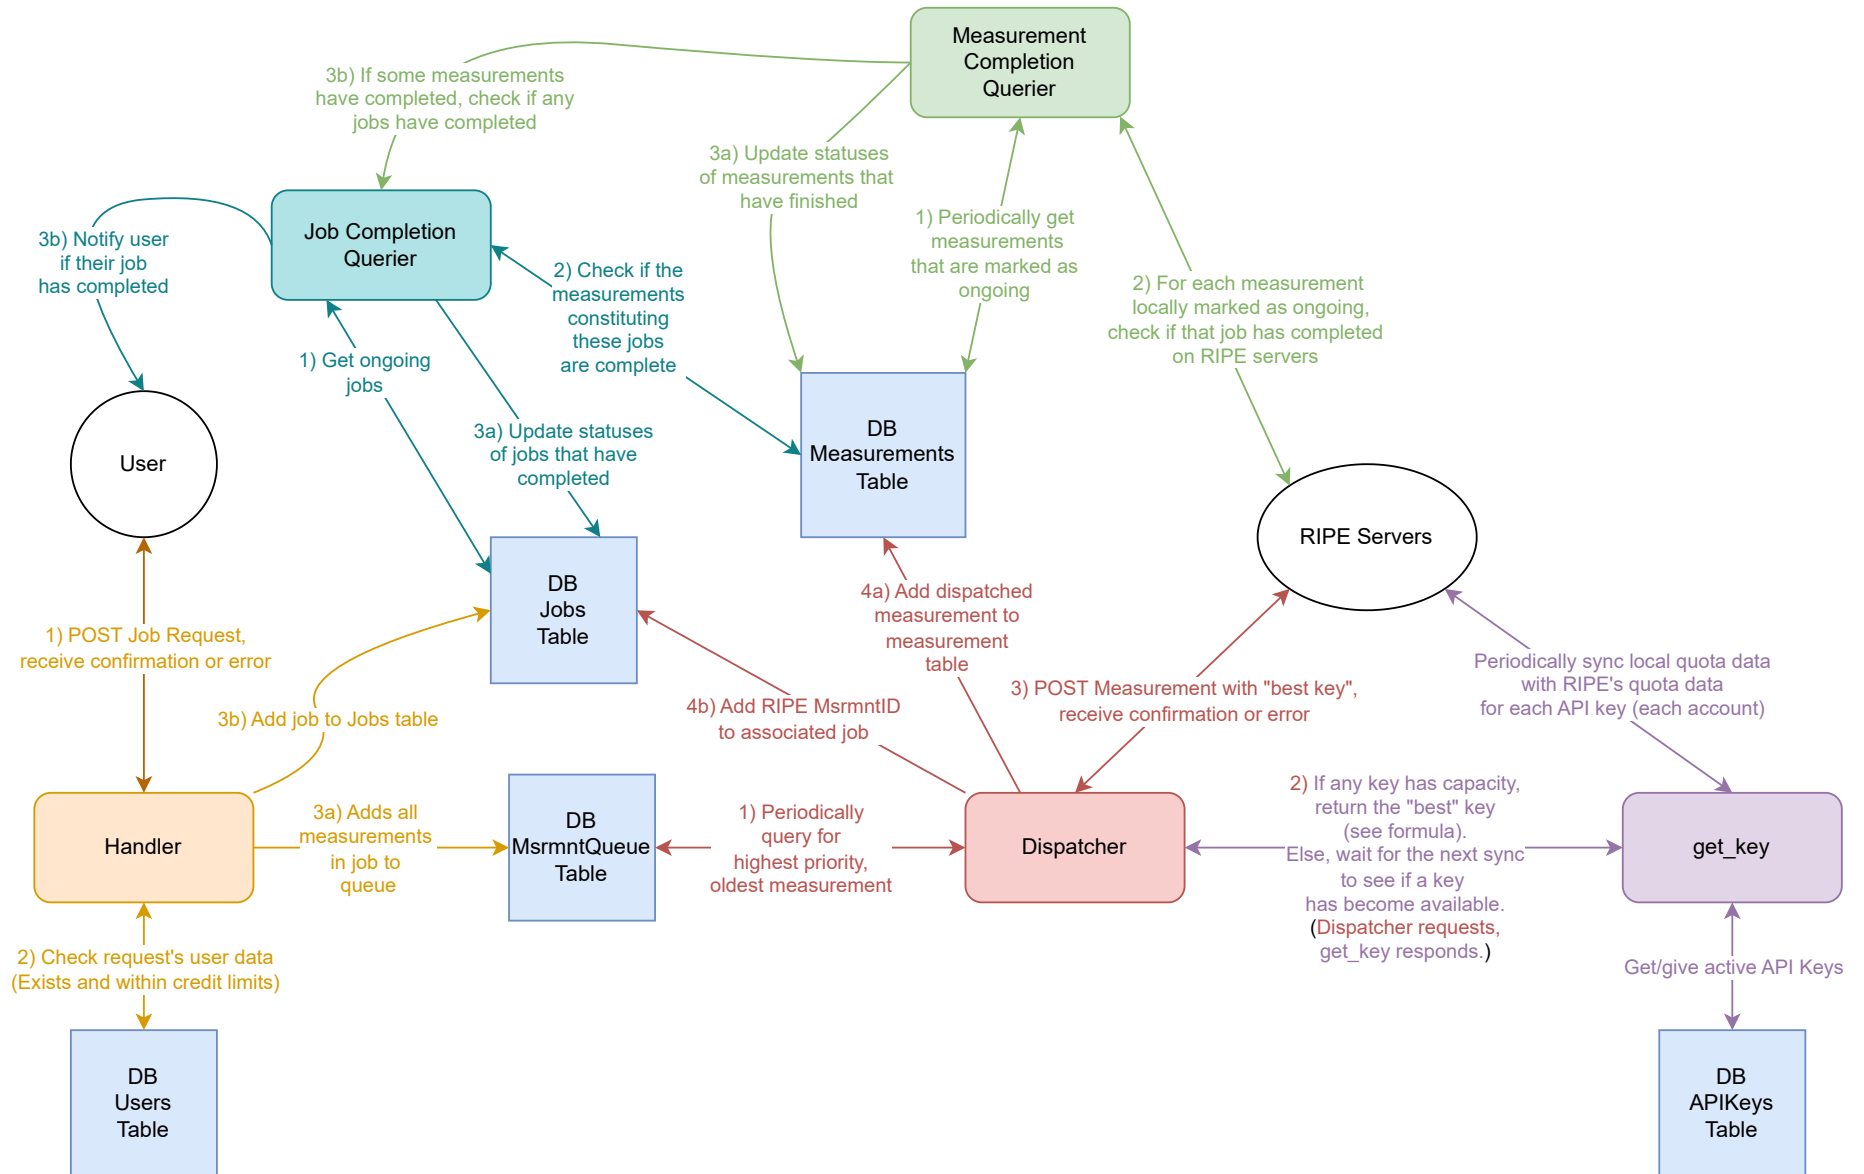 Measurement
Completion
Querier
3b) If some measurements
have completed, check if any
jobs have completed
3a) Update statuses
of measurements that
have finished
1) Periodically get
measurements
that are marked as
ongoing
2) For each measurement
locally marked as ongoing,
check if that job has completed
on RIPE servers
Job Completion
Querier
3b) Notify user
if their job
has completed
2) Check if the
measurements
constituting
these jobs
are complete
1) Get ongoing
jobs
3a) Update statuses
of jobs that have
completed
User
DB
Measurements
Table
RIPE Servers
DB
Jobs
Table
1) POST Job Request,
receive confirmation or error
3b) Add job to Jobs table
4a) Add dispatched
measurement to
measurement
table
4b) Add RIPE MsrmntID
to associated job
3) POST Measurement with "best key",
receive confirmation or error
Periodically sync local quota data
with RIPE's quota data
for each API key (each account)
Handler
3a) Adds all
measurements
in job to
queue
DB
MsrmntQueue
Table
1) Periodically
query for
highest priority,
oldest measurement
Dispatcher
2) If any key has capacity,
return the "best" key
(see formula).
Else, wait for the next sync
to see if a key
has become available.
(Dispatcher requests,
get_key responds.)
get_key
2) Check request's user data
(Exists and within credit limits)
Get/give active API Keys
DB
Users
Table
DB
APIKeys
Table